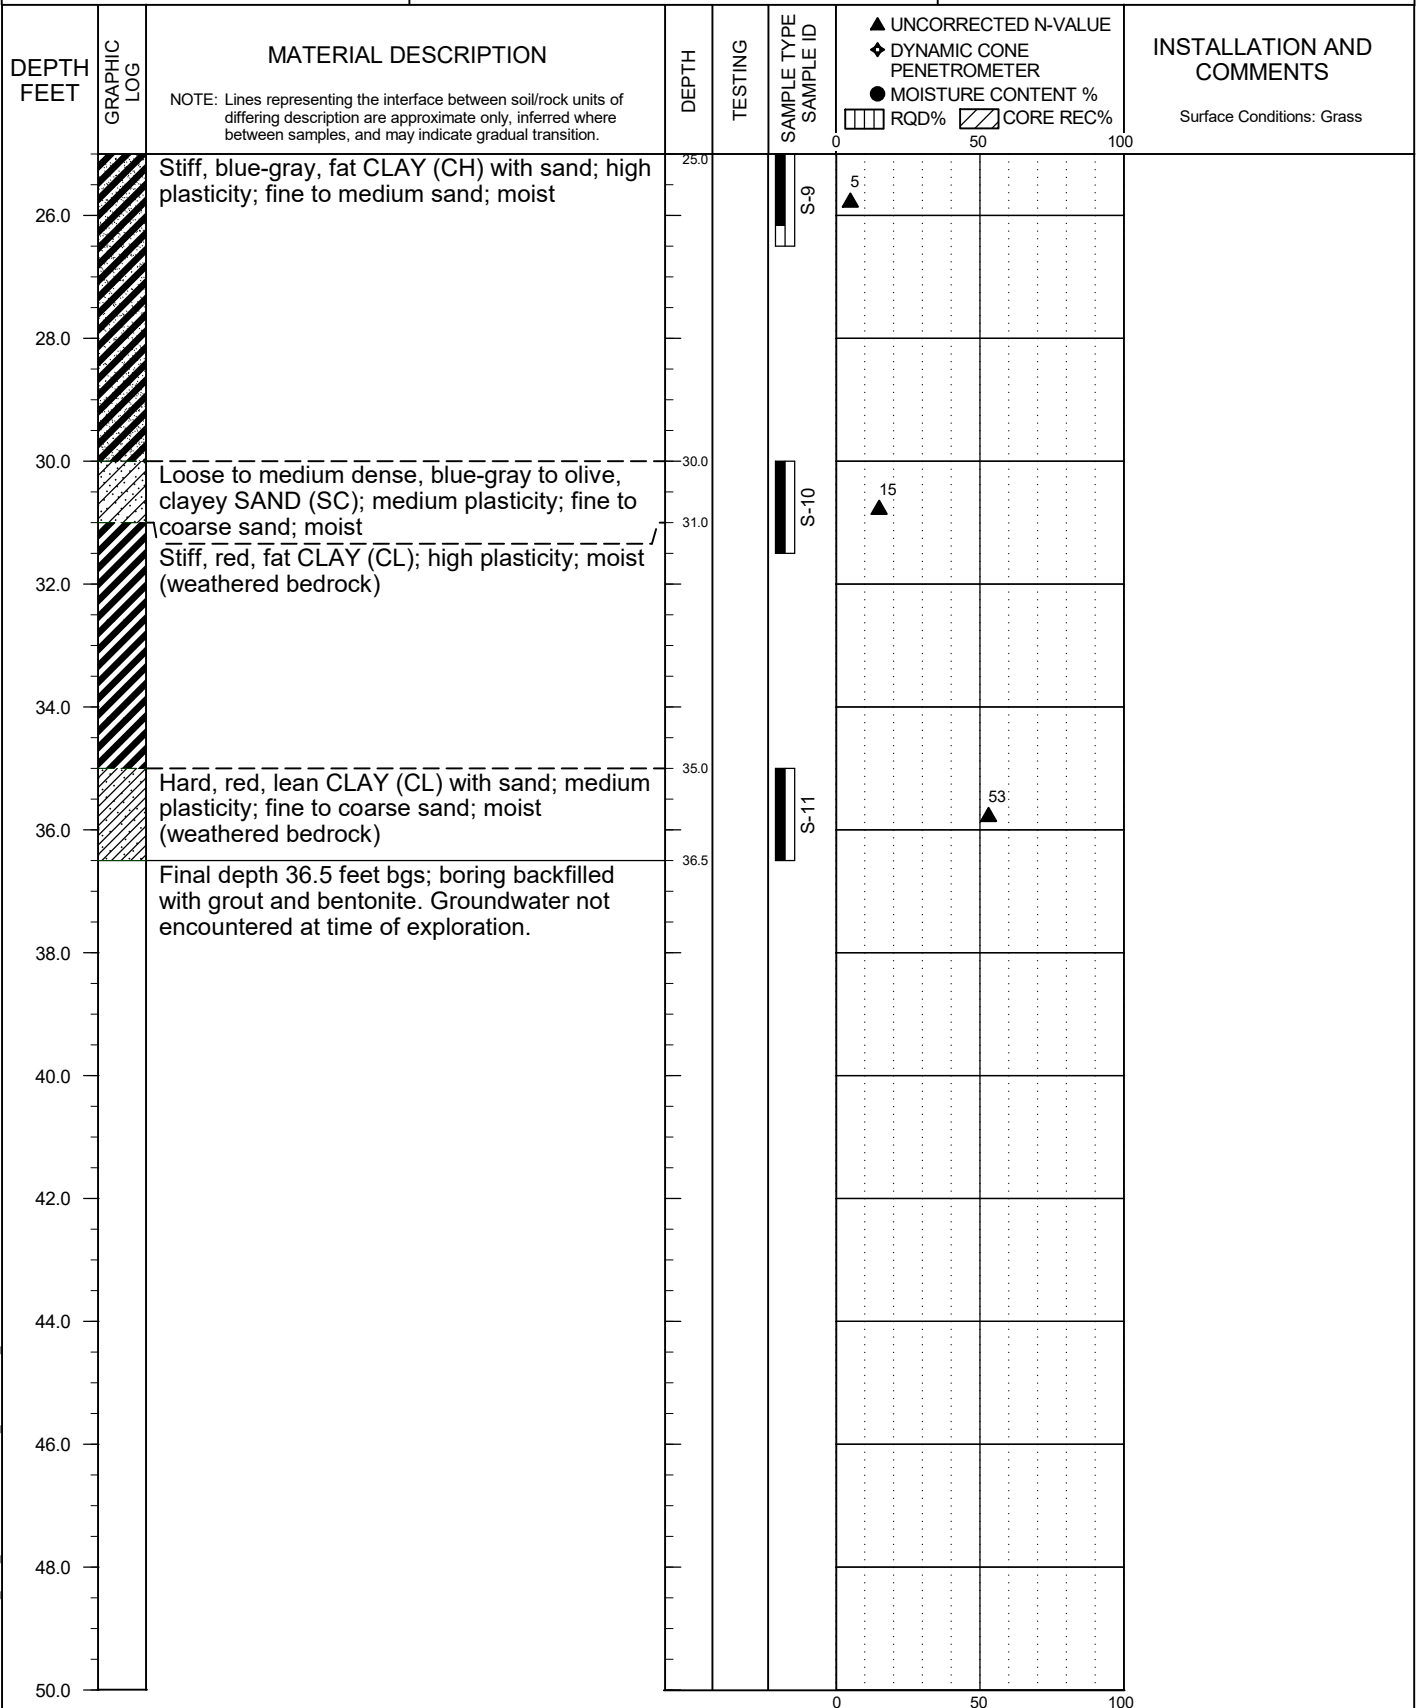 DEPTH
FEET
GRAPHIC
LOG
MATERIAL DESCRIPTION
NOTE: Lines representing the interface between soil/rock units of
differing description are approximate only, inferred where
between samples, and may indicate gradual transition.
DEPTH
TESTING
SAMPLE TYPE
SAMPLE ID
UNCORRECTED N-VALUE
DYNAMIC CONE
PENETROMETER
MOISTURE CONTENT %
RQD% CORE REC%
0 50 100
INSTALLATION AND
COMMENTS
Surface Conditions: Grass
Stiff, blue-gray, fat CLAY (CH) with sand; high
plasticity; fine to medium sand; moist
25.0
S-9
5
26.0
28.0
30.0
Loose to medium dense, blue-gray to olive,
clayey SAND (SC); medium plasticity; fine to
coarse sand; moist
30.0
S-10
15
31.0
Stiff, red, fat CLAY (CL); high plasticity; moist
(weathered bedrock)
32.0
34.0
Hard, red, lean CLAY (CL) with sand; medium
plasticity; fine to coarse sand; moist
(weathered bedrock)
35.0
S-11
53
36.0
36.5
Final depth 36.5 feet bgs; boring backfilled
with grout and bentonite. Groundwater not
encountered at time of exploration.
38.0
40.0
42.0
44.0
46.0
48.0
50.0
0 50 100